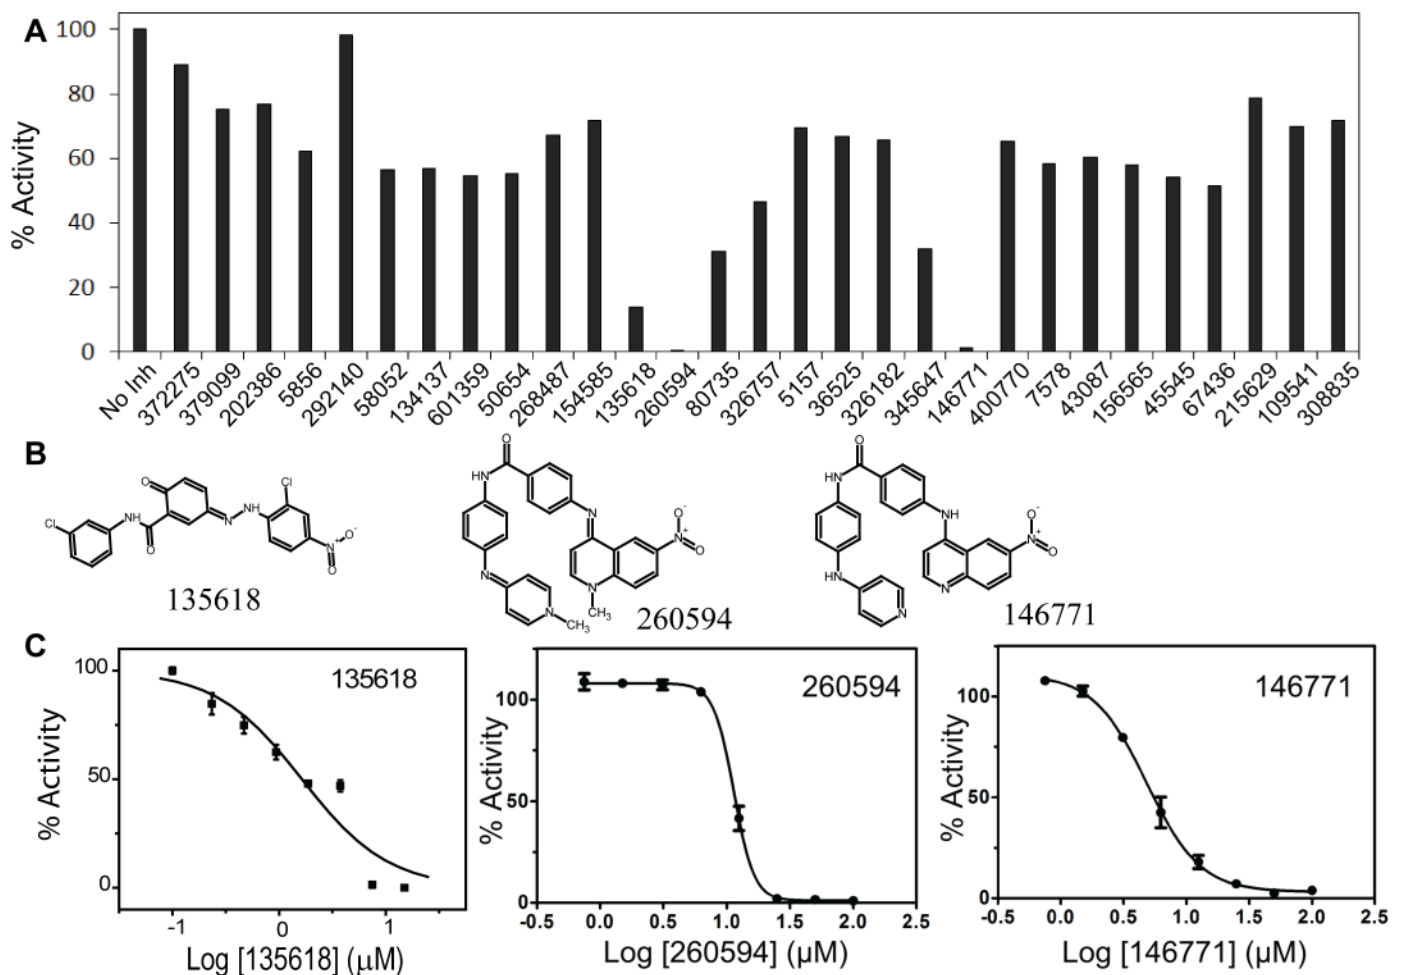 A
% Activity
100
80
60
40
20
0
No Inh
372275
379099
202386
5856
292140
58052
134137
601359
50654
268487
154585
135618
260594
80735
326757
5157
36525
326182
345647
146771
400770
7578
43087
156565
45545
67436
215629
109541
308835
B
Cl
NH
O
O
N
NH
Cl
N+
O-
O
135618
O
HN
N
N
CH3
N
N
CH3
N+
O-
O
260594
O
HN
HN
N
NH
N
N+
O-
O
146771
C
% Activity
100
50
0
135618
-1
0
1
Log [135618] (µM)
% Activity
100
50
0
260594
-0.5
0.0
0.5
1.0
1.5
2.0
2.5
Log [260594] (µM)
% Activity
100
50
0
146771
-0.5
0.0
0.5
1.0
1.5
2.0
2.5
Log [146771] (µM)